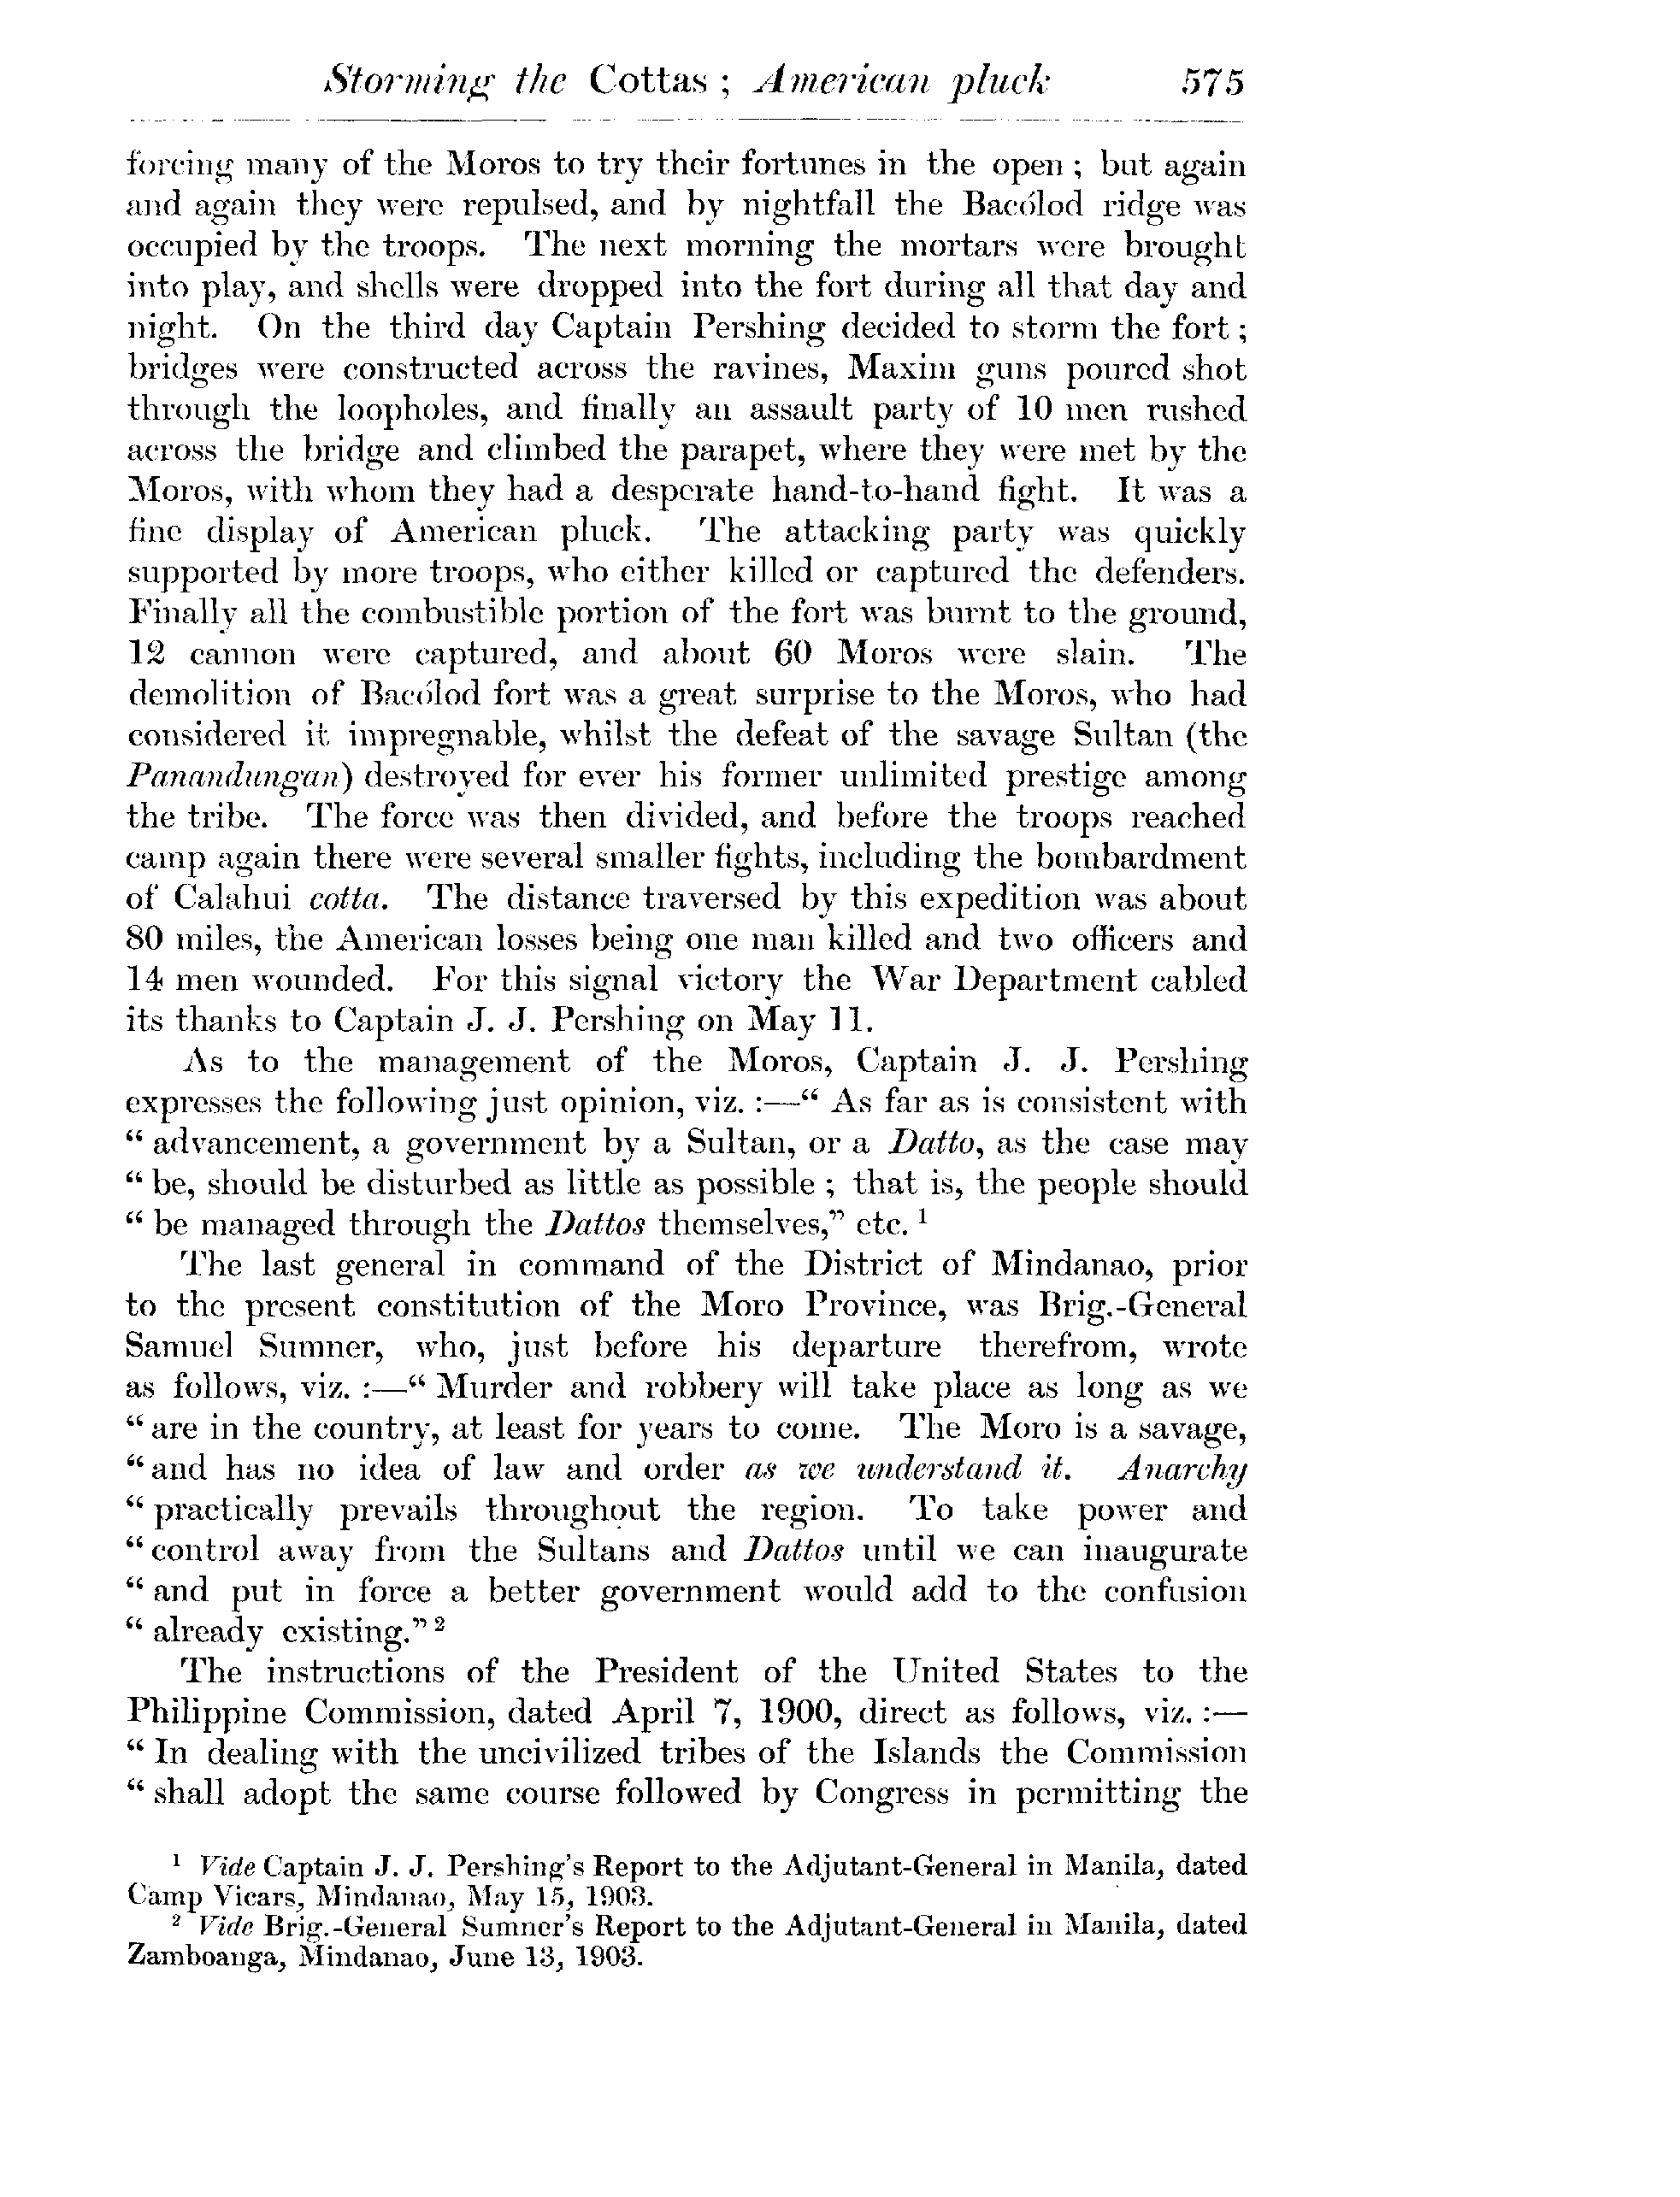 Storming the Cottas ; American pluck 575
forcing many of the Moros to try their fortunes in the open ; but again
and again they were repulsed, and by nightfall the Bacólod ridge was
occupied by the troops. The next morning the mortars were brought
into play, and shells were dropped into the fort during all that day and
night. On the third day Captain Pershing decided to storm the fort ;
bridges were constructed across the ravines, Maxim guns poured shot
through the loopholes, and finally an assault party of 10 men rushed
across the bridge and climbed the parapet, where they were met by the
Moros, with whom they had a desperate hand-to-hand fight. It was a
fine display of American pluck. The attacking party was quickly
supported by more troops, who either killed or captured the defenders.
Finally all the combustible portion of the fort was burnt to the ground,
12 cannon were captured, and about 60 Moros were slain. The
demolition of Bacólod fort was a great surprise to the Moros, who had
considered it impregnable, whilst the defeat of the savage Sultan (the
Panandungan) destroyed for ever his former unlimited prestige among
the tribe. The force was then divided, and before the troops reached
camp again there were several smaller fights, including the bombardment
of Calahui cotta. The distance traversed by this expedition was about
80 miles, the American losses being one man killed and two officers and
14 men wounded. For this signal victory the War Department cabled
its thanks to Captain J. J. Pershing on May 11.
As to the management of the Moros, Captain J. J. Pershing
expresses the following just opinion, viz. :—“ As far as is consistent with
“ advancement, a government by a Sultan, or a Datto, as the case may
“ be, should be disturbed as little as possible ; that is, the people should
“ be managed through the Dattos themselves,” etc. ¹
The last general in command of the District of Mindanao, prior
to the present constitution of the Moro Province, was Brig.-General
Samuel Sumner, who, just before his departure therefrom, wrote
as follows, viz. :—“ Murder and robbery will take place as long as we
“ are in the country, at least for years to come. The Moro is a savage,
“ and has no idea of law and order as we understand it. Anarchy
“ practically prevails throughout the region. To take power and
“ control away from the Sultans and Dattos until we can inaugurate
“ and put in force a better government would add to the confusion
“ already existing.” ²
The instructions of the President of the United States to the
Philippine Commission, dated April 7, 1900, direct as follows, viz. :—
“ In dealing with the uncivilized tribes of the Islands the Commission
“ shall adopt the same course followed by Congress in permitting the
¹ Vide Captain J. J. Pershing's Report to the Adjutant-General in Manila, dated
Camp Vicars, Mindanao, May 15, 1903.
² Vide Brig.-General Sumner's Report to the Adjutant-General in Manila, dated
Zamboanga, Mindanao, June 13, 1903.